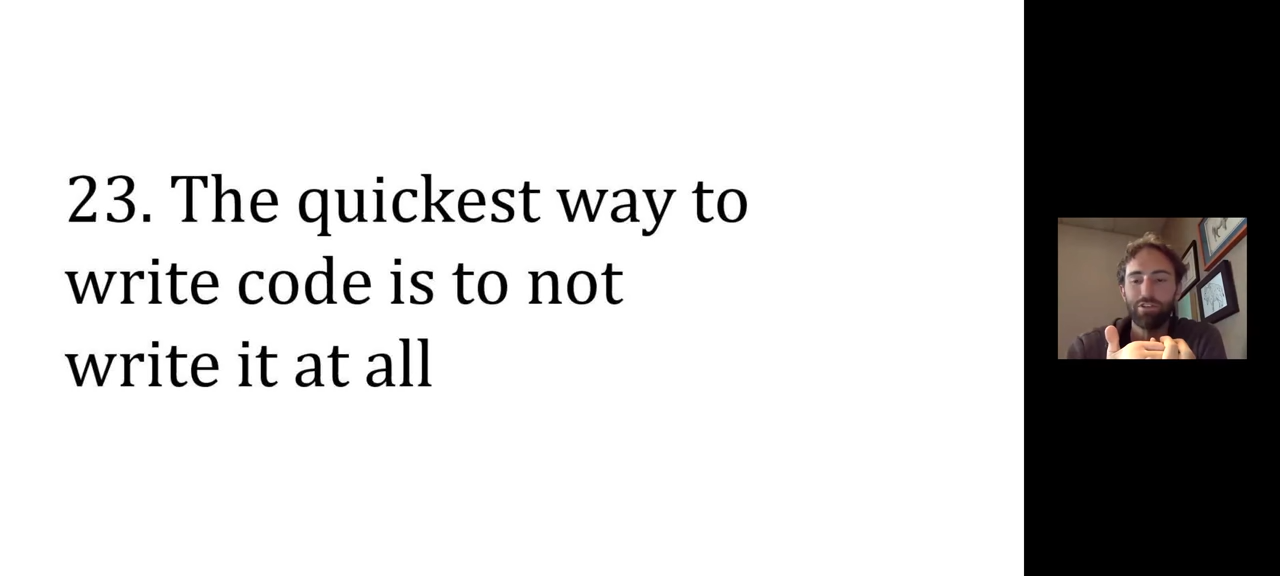 23. The quickest way to
write code is to not
write it at all